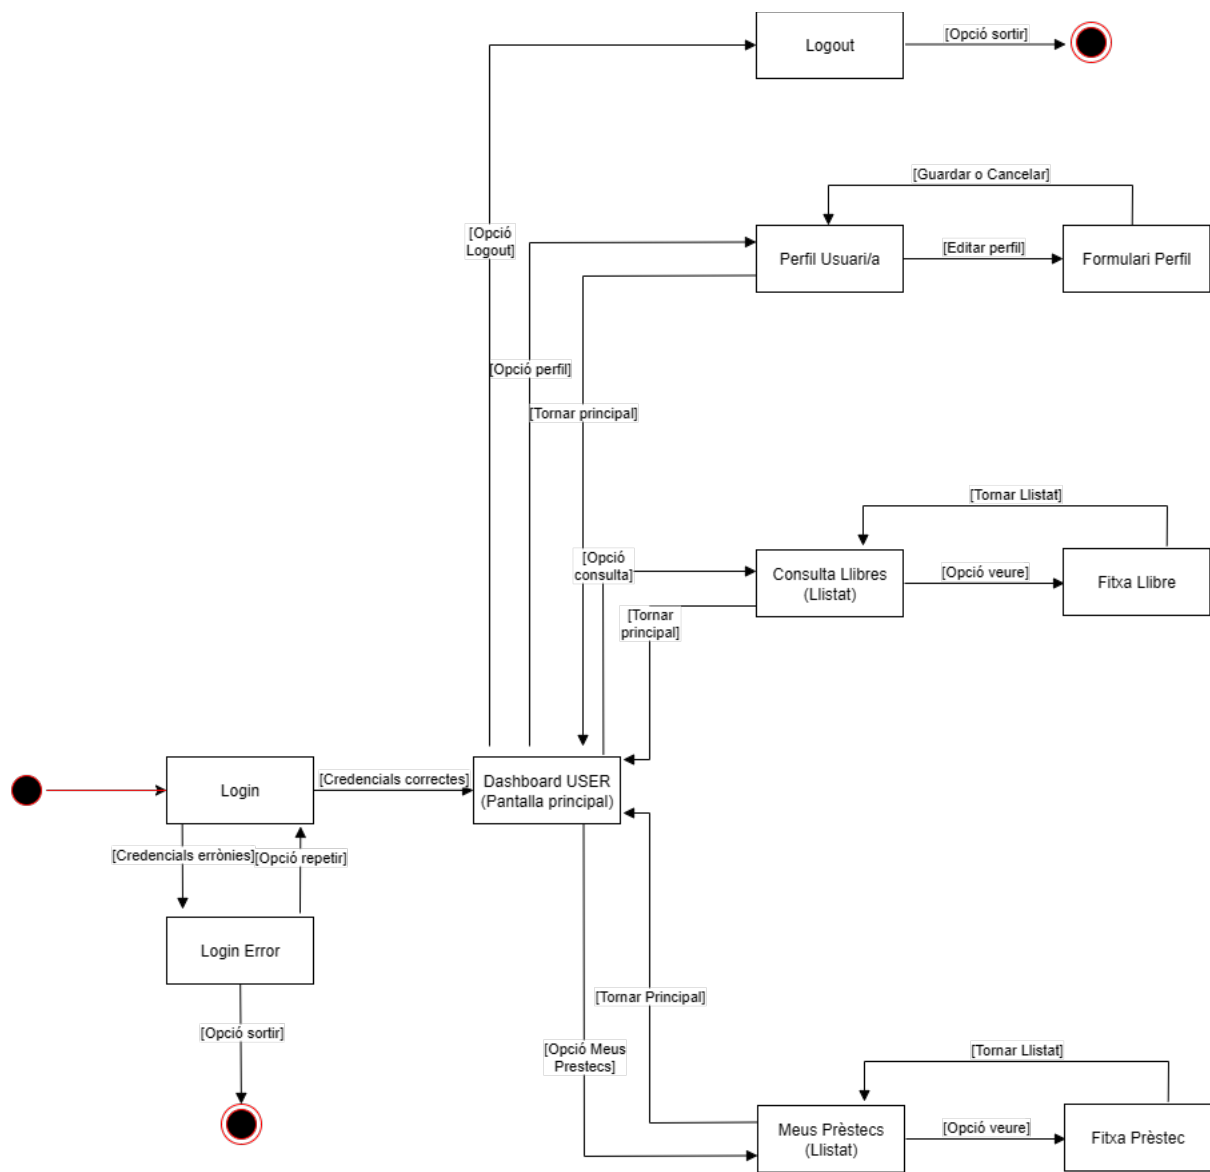 Logout
[Opció sortir]
[Guardar o Cancelar]
[Opció
Logout]
Perfil Usuari/a
[Editar perfil]
Formulari Perfil
[Opció perfil]
[Tornar principal]
[Tornar Llistat]
[Opció
consulta]
Consulta Llibres
(Llistat)
[Opció veure]
Fitxa Llibre
[Tornar
principal]
Login
[Credencials correctes]
Dashboard USER
(Pantalla principal)
[Credencials errònies]
[Opció repetir]
Login Error
[Tornar Principal]
[Opció sortir]
[Opció Meus
Prestecs]
[Tornar Llistat]
Meus Prèstecs
(Llistat)
[Opció veure]
Fitxa Prèstec